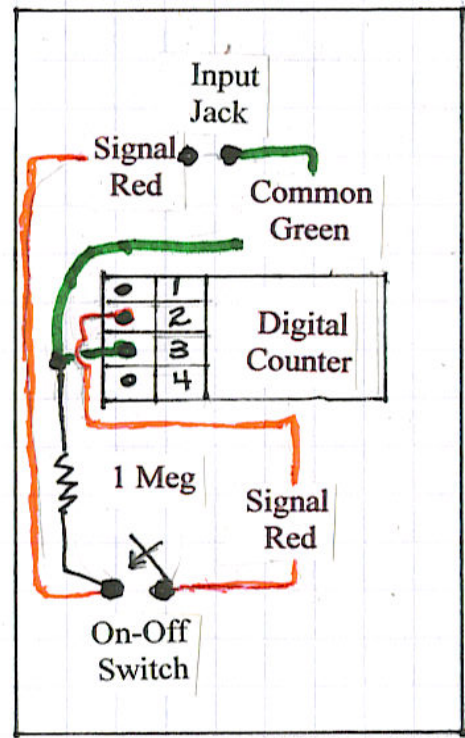 Input
Jack
Signal
Red
Common
Green
1
2
3
4
Digital
Counter
1 Meg
Signal
Red
On-Off
Switch